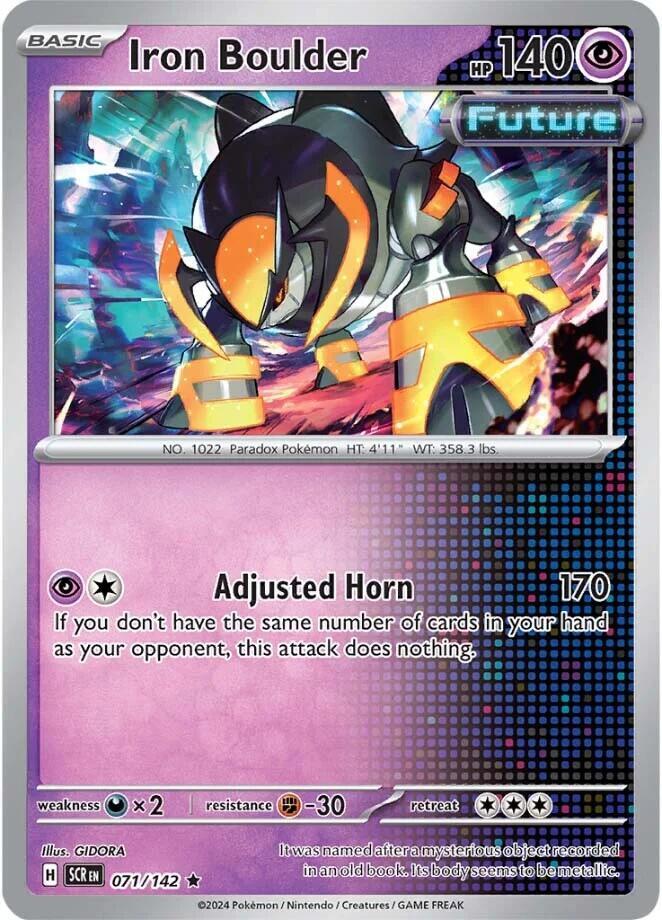 BASIC Iron Boulder HP 140
Future
NO. 1022 Paradox Pokémon HT: 4'11" WT: 358.3 lbs.
Adjusted Horn 170
If you don't have the same number of cards in your hand
as your opponent, this attack does nothing.
weakness ×2 resistance -30 retreat
Illus. GIDORA
It was named after a mysterious object recorded
in an old book. Its body seems to be metallic.
H SCR EN 071/142 ★
©2024 Pokémon / Nintendo / Creatures / GAME FREAK